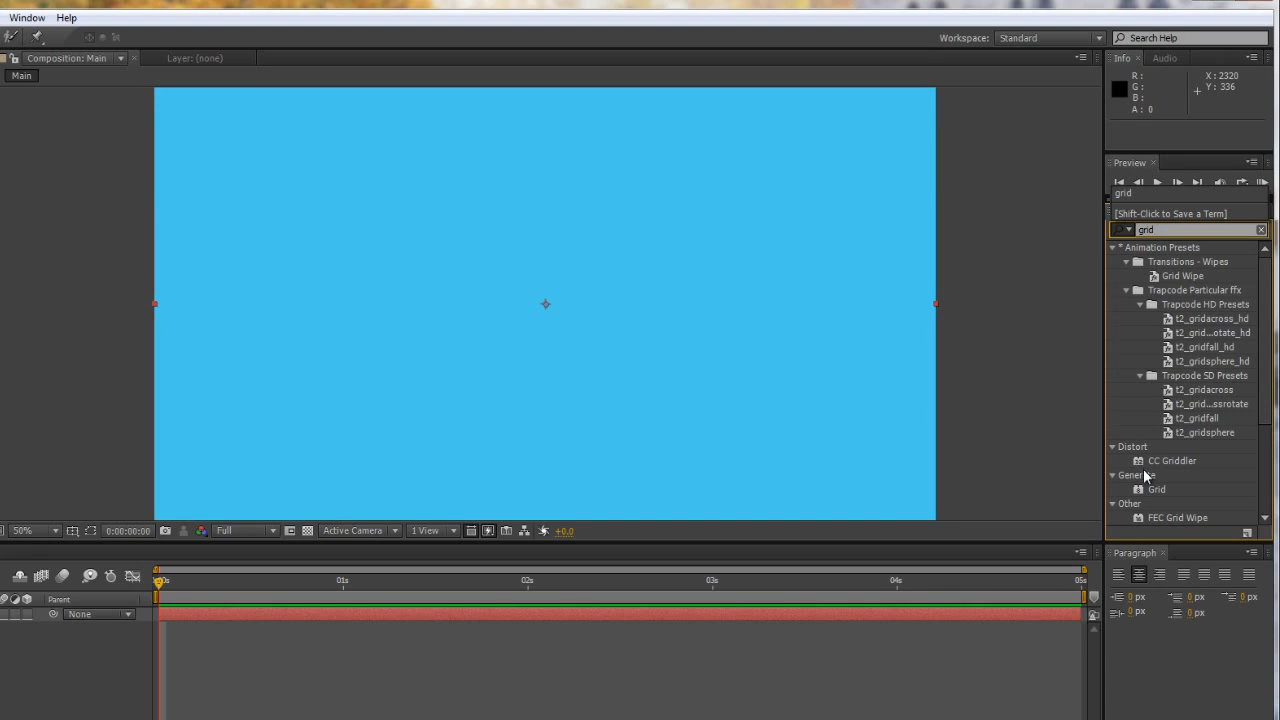 Window Help
Workspace: Standard Search Help
Composition: Main Layer: (none)
Info Audio
Main
R: X: 2320
G: Y: 336
B:
A: 0
Preview
grid
[Shift-Click to Save a Term]
grid
* Animation Presets
Transitions - Wipes
Grid Wipe
Trapcode Particular ffx
Trapcode HD Presets
t2_gridacross_hd
t2_grid...otate_hd
t2_gridfall_hd
t2_gridsphere_hd
Trapcode SD Presets
t2_gridacross
t2_grid...ssrotate
t2_gridfall
t2_gridsphere
Distort
CC Griddler
Generate
Grid
Other
FEC Grid Wipe
50% 0:00:00:00 Full Active Camera 1 View +0.0
Paragraph
01s 02s 03s 04s 05s
Parent
None
0 px 0 px 0 px
0 px 0 px